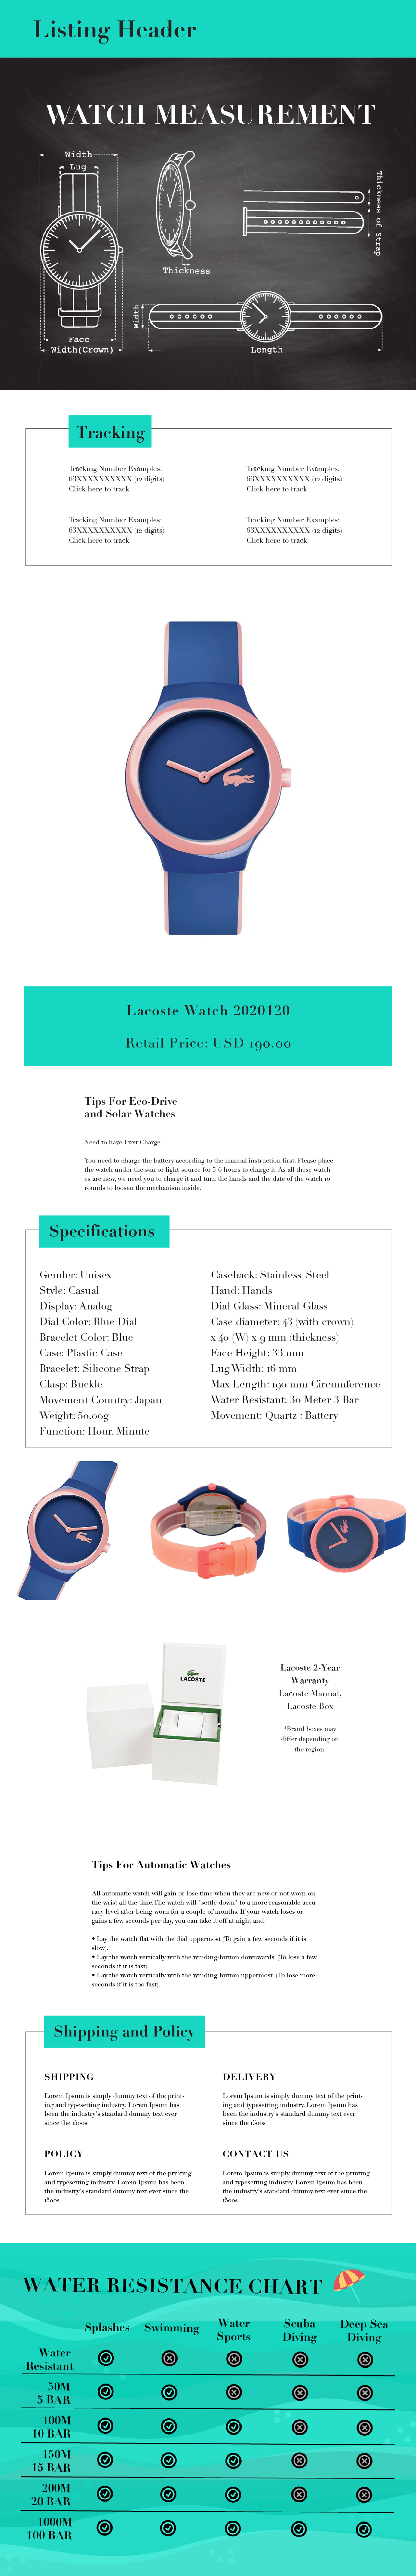 Listing Header
WATCH MEASUREMENT
Width
Lug
Thickness
Thickness of Strap
Face
Width(Crown)
Width
Length
Tracking
Tracking Number Examples:
63XXXXXXXXXX (12 digits)
Click here to track
Tracking Number Examples:
63XXXXXXXXXX (12 digits)
Click here to track
Tracking Number Examples:
63XXXXXXXXXX (12 digits)
Click here to track
Tracking Number Examples:
63XXXXXXXXXX (12 digits)
Click here to track
Lacoste Watch 2020120
Retail Price: USD 190.00
Tips For Eco-Drive
and Solar Watches
Need to have First Charge
You need to charge the battery according to the manual instruction first. Please place
the watch under the sun or light-source for 5-6 hours to charge it. As all these watch-
es are new, we need you to charge it and turn the hands and the date of the watch 10
rounds to loosen the mechanism inside.
Specifications
Gender: Unisex
Style: Casual
Display: Analog
Dial Color: Blue Dial
Bracelet Color: Blue
Case: Plastic Case
Bracelet: Silicone Strap
Clasp: Buckle
Movement Country: Japan
Weight: 50.00g
Function: Hour, Minute
Caseback: Stainless-Steel
Hand: Hands
Dial Glass: Mineral Glass
Case diameter: 43 (with crown)
x 40 (W) x 9 mm (thickness)
Face Height: 33 mm
Lug Width: 16 mm
Max Length: 190 mm Circumference
Water Resistant: 30 Meter 3 Bar
Movement: Quartz : Battery
LACOSTE
Lacoste 2-Year
Warranty
Lacoste Manual,
Lacoste Box
*Brand boxes may
differ depending on
the region.
Tips For Automatic Watches
All automatic watch will gain or lose time when they are new or not worn on
the wrist all the time.The watch will "settle down" to a more reasonable accu-
racy level after being worn for a couple of months. If your watch loses or
gains a few seconds per day, you can take it off at night and:
• Lay the watch flat with the dial uppermost (To gain a few seconds if it is
slow).
• Lay the watch vertically with the winding-button downwards. (To lose a few
seconds if it is fast).
• Lay the watch vertically with the winding-button uppermost. (To lose more
seconds if it is too fast).
Shipping and Policy
SHIPPING
Lorem Ipsum is simply dummy text of the print-
ing and typesetting industry. Lorem Ipsum has
been the industry's standard dummy text ever
since the 1500s
DELIVERY
Lorem Ipsum is simply dummy text of the print-
ing and typesetting industry. Lorem Ipsum has
been the industry's standard dummy text ever
since the 1500s
POLICY
Lorem Ipsum is simply dummy text of the printing
and typesetting industry. Lorem Ipsum has been
the industry's standard dummy text ever since the
1500s
CONTACT US
Lorem Ipsum is simply dummy text of the printing
and typesetting industry. Lorem Ipsum has been
the industry's standard dummy text ever since the
1500s
WATER RESISTANCE CHART
Splashes Swimming Water Sports Scuba Diving Deep Sea Diving
Water
Resistant
50M
5 BAR
100M
10 BAR
150M
15 BAR
200M
20 BAR
1000M
100 BAR